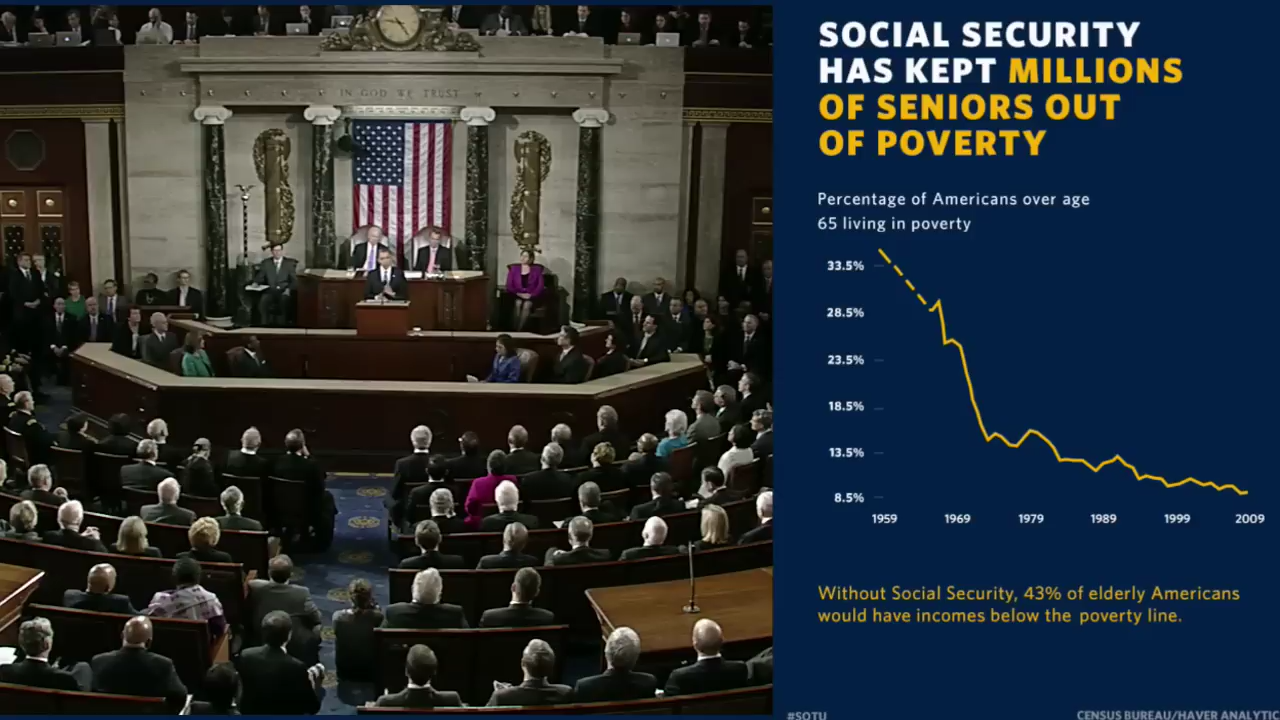 IN GOD WE TRUST
SOCIAL SECURITY
HAS KEPT MILLIONS
OF SENIORS OUT
OF POVERTY
Percentage of Americans over age
65 living in poverty
33.5%
28.5%
23.5%
18.5%
13.5%
8.5%
1959 1969 1979 1989 1999 2009
Without Social Security, 43% of elderly Americans
would have incomes below the poverty line.
#SOTU
CENSUS BUREAU/HAVER ANALYTIC